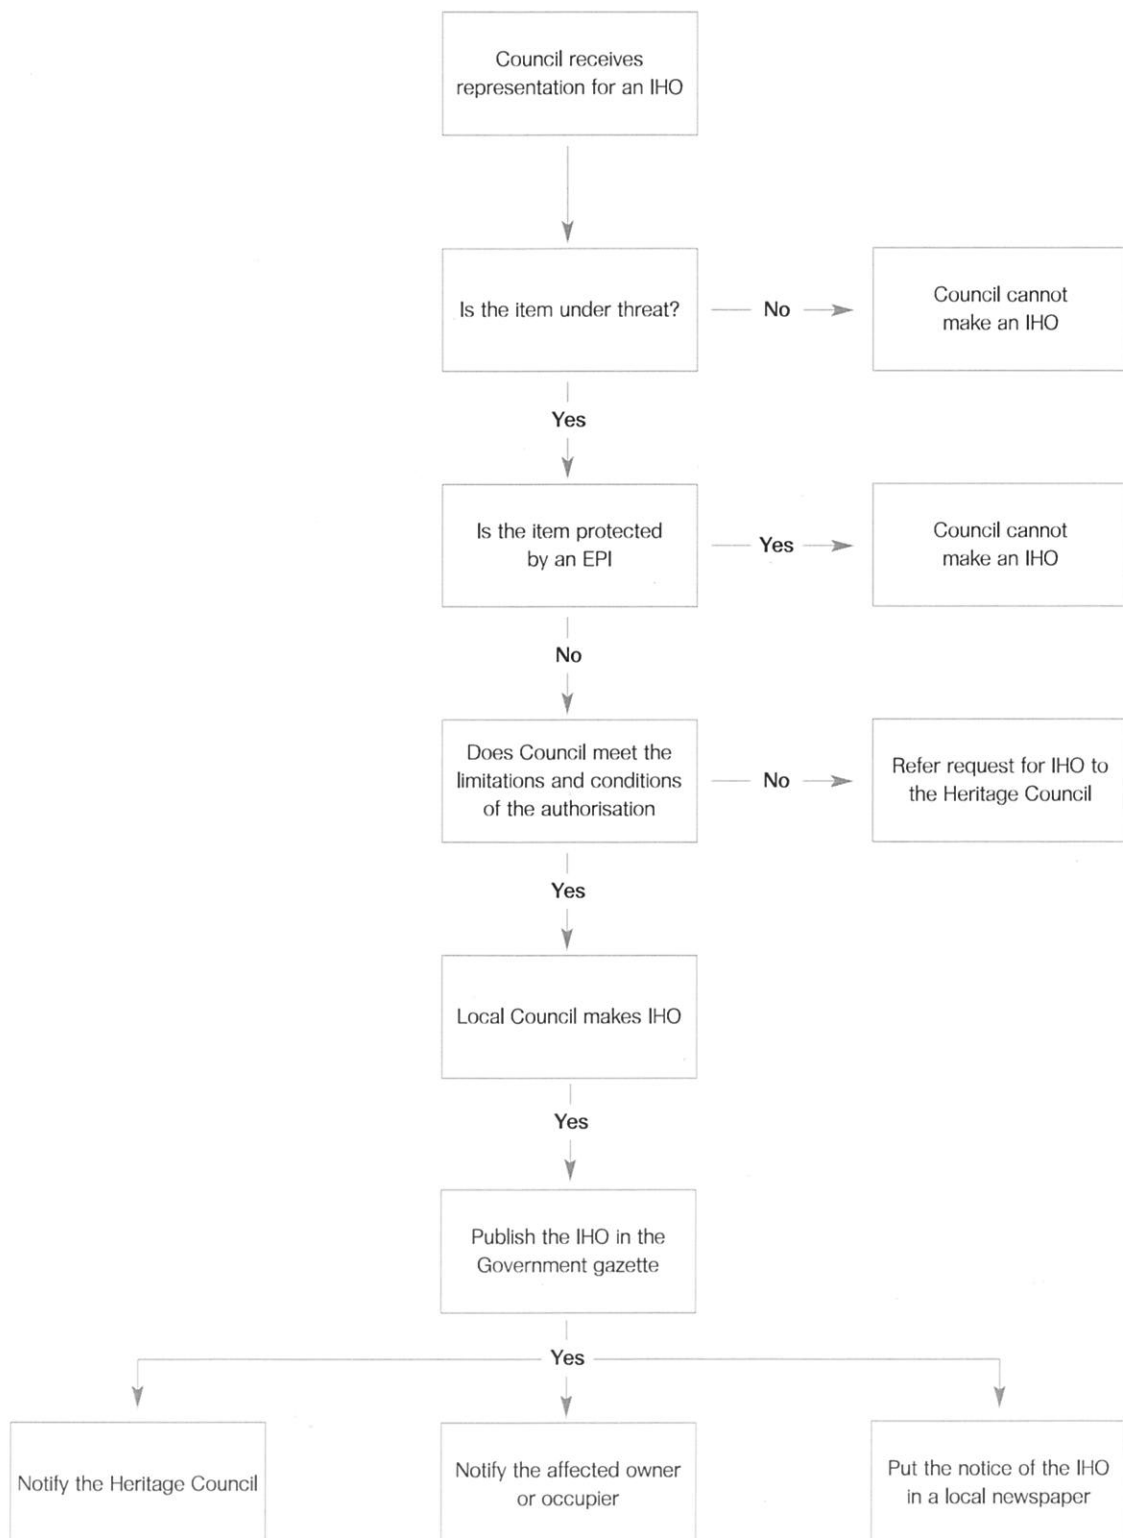 Council receives
representation for an IHO
Is the item under threat?
No
Council cannot
make an IHO
Yes
Is the item protected
by an EPI
Yes
Council cannot
make an IHO
No
Does Council meet the
limitations and conditions
of the authorisation
No
Refer request for IHO to
the Heritage Council
Yes
Local Council makes IHO
Yes
Publish the IHO in the
Government gazette
Yes
Notify the Heritage Council
Notify the affected owner
or occupier
Put the notice of the IHO
in a local newspaper